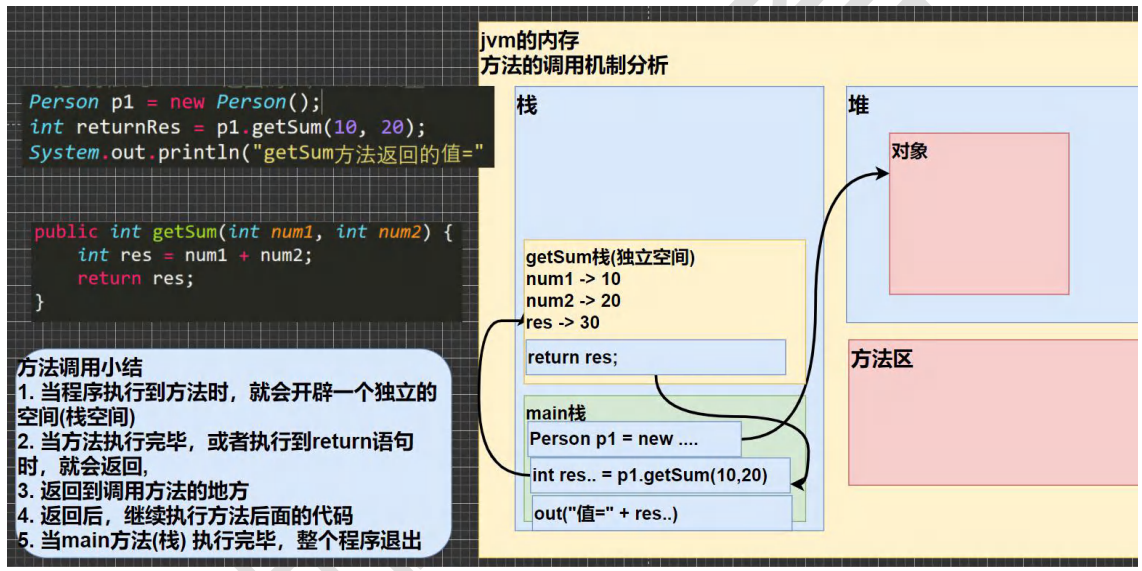 jvm的内存
方法的调用机制分析
Person p1 = new Person();
int returnRes = p1.getSum(10, 20);
System.out.println("getSum方法返回的值="
public int getSum(int num1, int num2) {
int res = num1 + num2;
return res;
}
方法调用小结
1. 当程序执行到方法时，就会开辟一个独立的
空间(栈空间)
2. 当方法执行完毕，或者执行到return语句
时，就会返回,
3. 返回到调用方法的地方
4. 返回后，继续执行方法后面的代码
5. 当main方法(栈) 执行完毕，整个程序退出
栈
getSum栈(独立空间)
num1 -> 10
num2 -> 20
res -> 30
return res;
main栈
Person p1 = new ....
int res.. = p1.getSum(10,20)
out("值=" + res..)
堆
对象
方法区